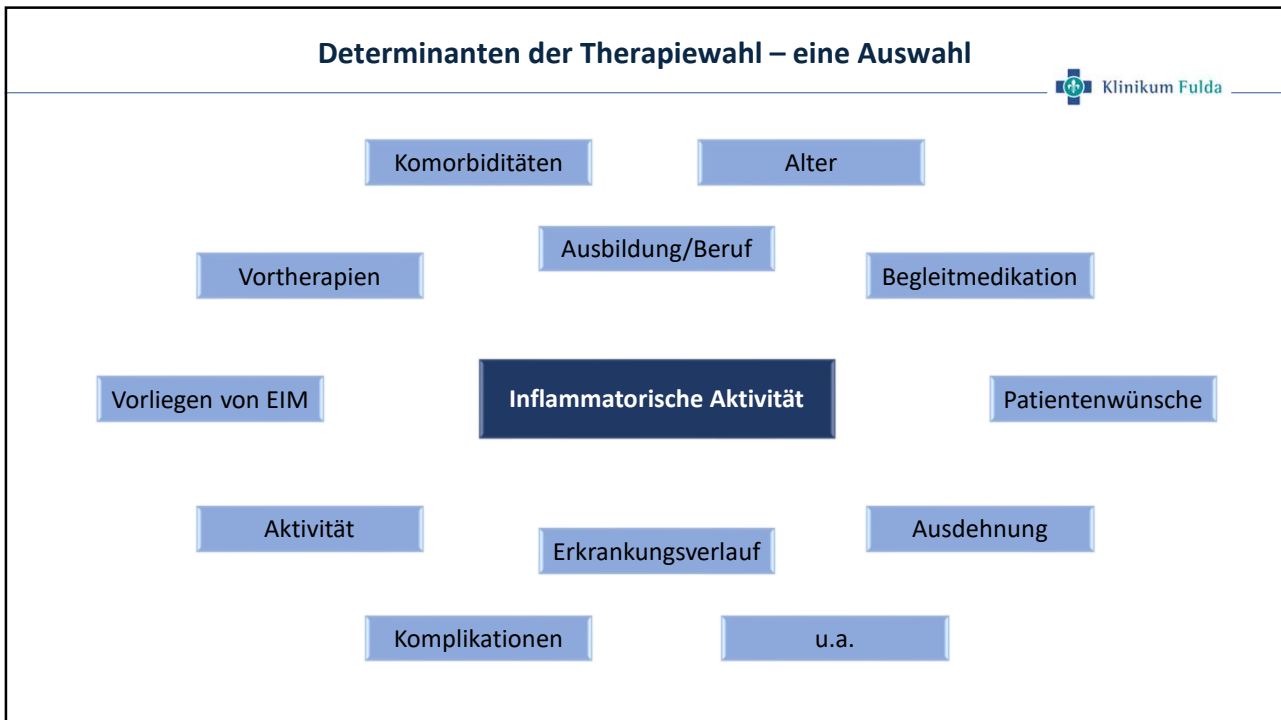 Determinanten der Therapiewahl – eine Auswahl
Klinikum Fulda
Komorbiditäten
Alter
Ausbildung/Beruf
Vortherapien
Begleitmedikation
Vorliegen von EIM
Inflammatorische Aktivität
Patientenwünsche
Aktivität
Erkrankungsverlauf
Ausdehnung
Komplikationen
u.a.